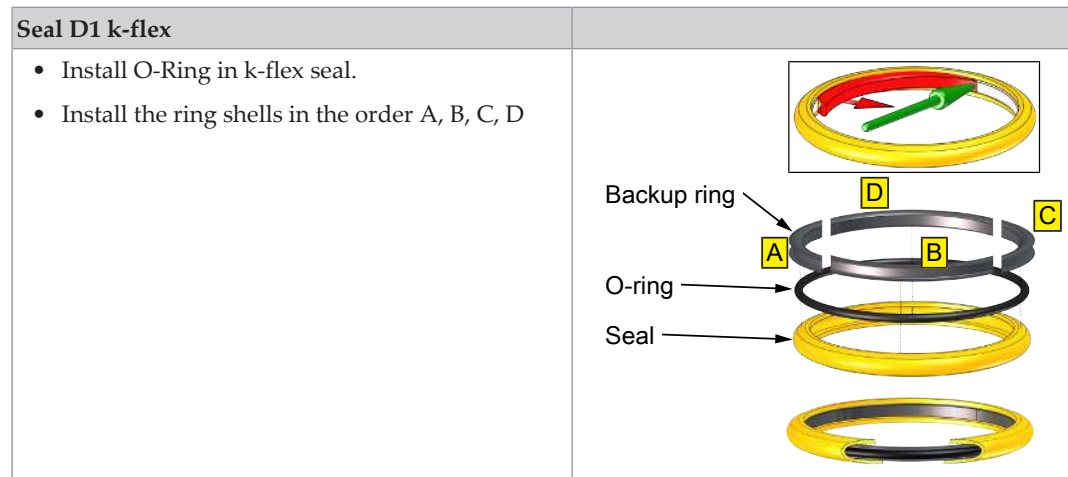 Seal D1 k-flex
• Install O-Ring in k-flex seal.
• Install the ring shells in the order A, B, C, D
D
Backup ring
C
A
B
O-ring
Seal